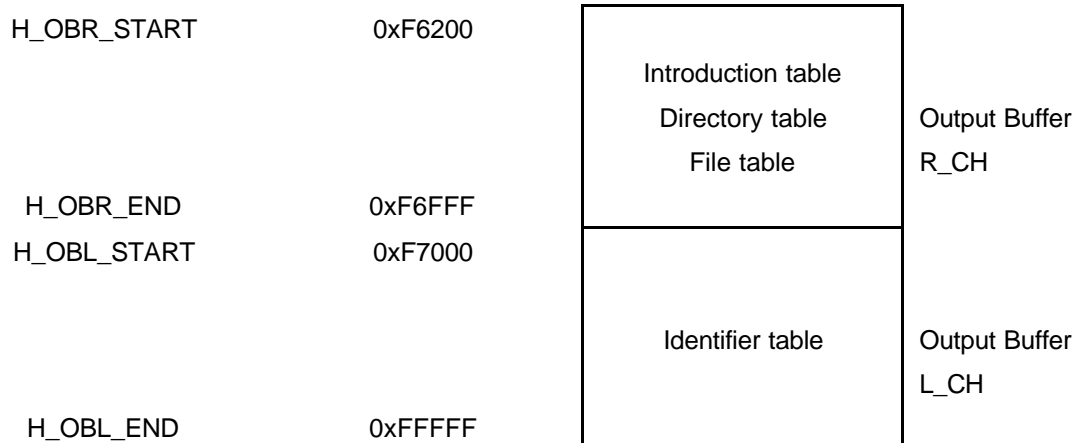 H_OBR_START 0xF6200
Introduction table
Directory table Output Buffer
File table R_CH
H_OBR_END 0xF6FFF
H_OBL_START 0xF7000
Identifier table Output Buffer
L_CH
H_OBL_END 0xFFFFF